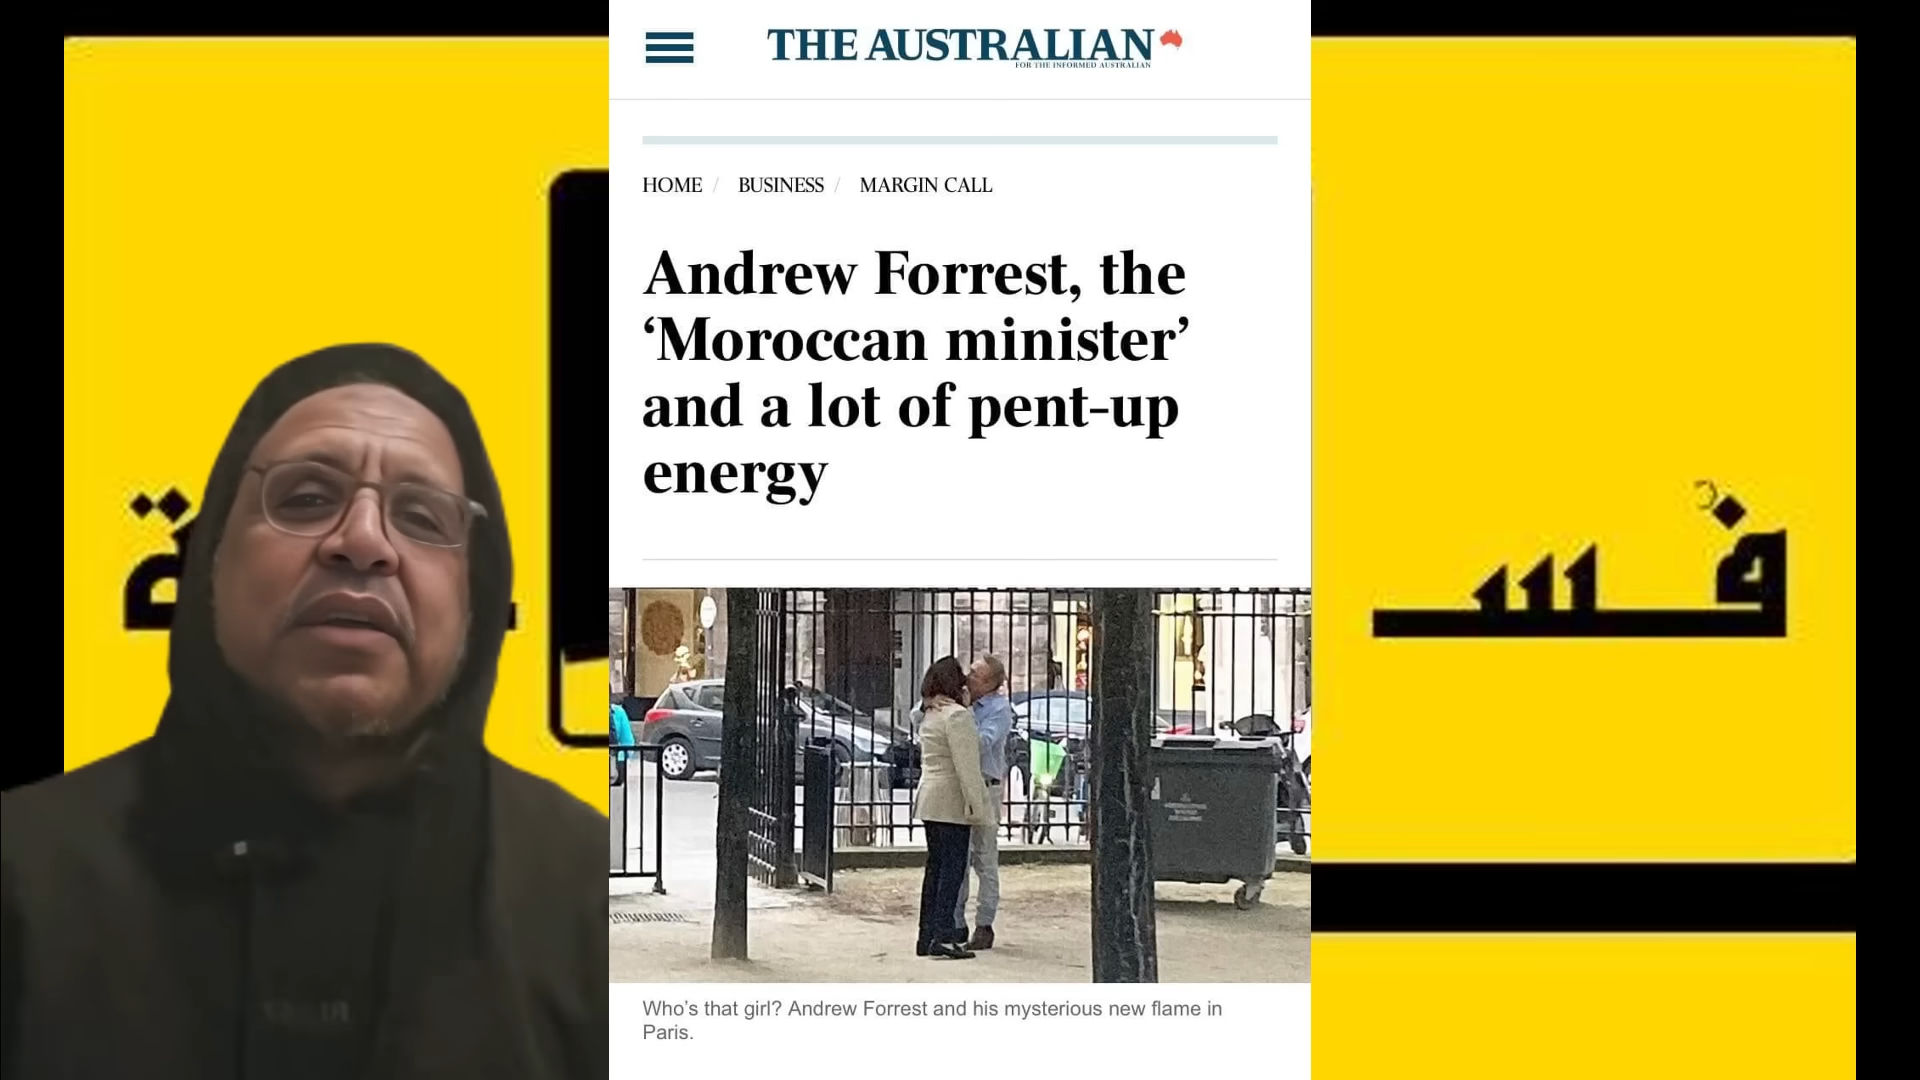 THE AUSTRALIAN
FOR THE INFORMED AUSTRALIAN
HOME / BUSINESS / MARGIN CALL
Andrew Forrest, the
‘Moroccan minister’
and a lot of pent-up
energy
Who’s that girl? Andrew Forrest and his mysterious new flame in
Paris.